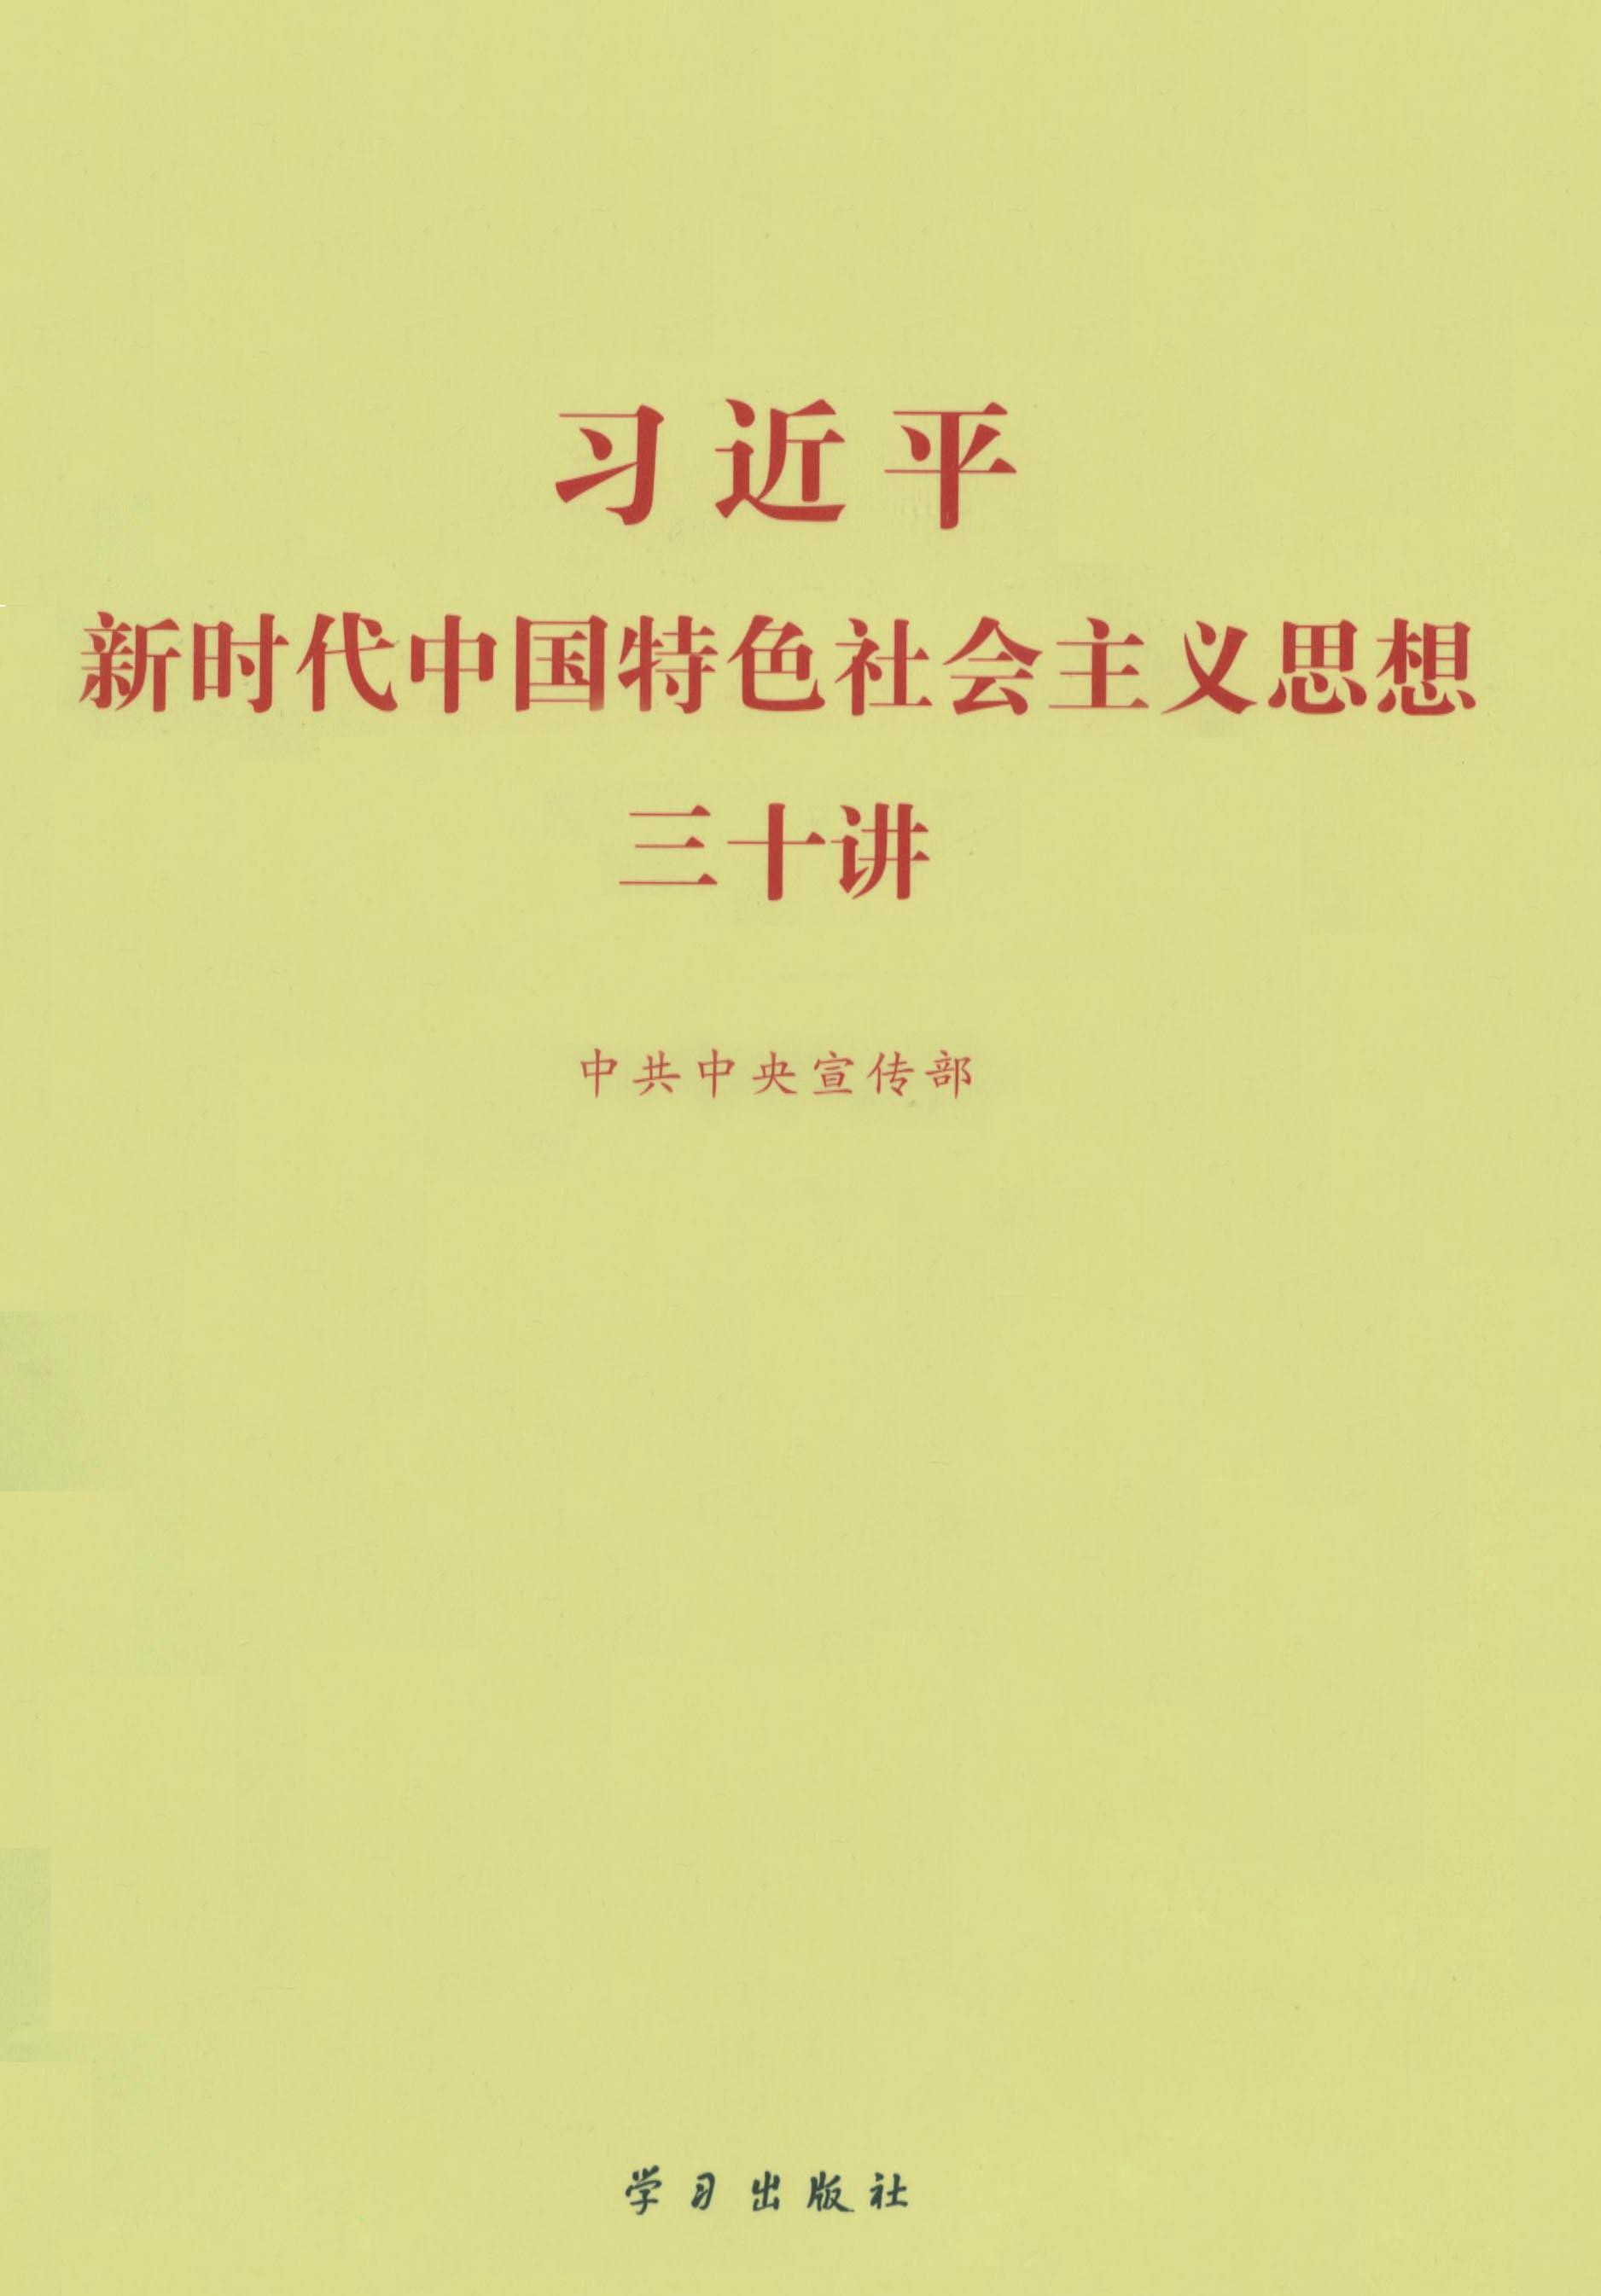 习近平
新时代中国特色社会主义思想
三十讲
中共中央宣传部
学习出版社